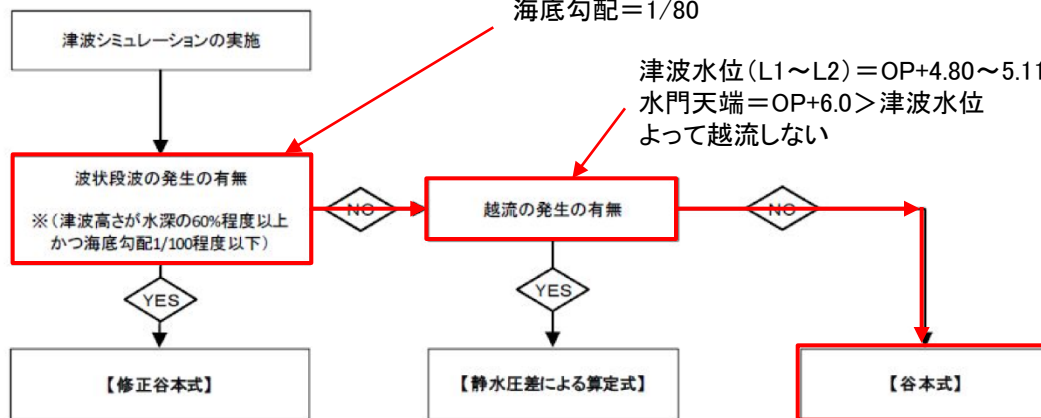 海底勾配=1/80
津波シミュレーションの実施
津波水位(L1~L2)=OP+4.80~5.11
水門天端=OP+6.0>津波水位
よって越流しない
波状段波の発生の有無
※(津波高さが水深の60%程度以上
かつ海底勾配1/100程度以下)
NO
越流の発生の有無
NO
YES
YES
【修正谷本式】
【静水圧差による算定式】
【谷本式】